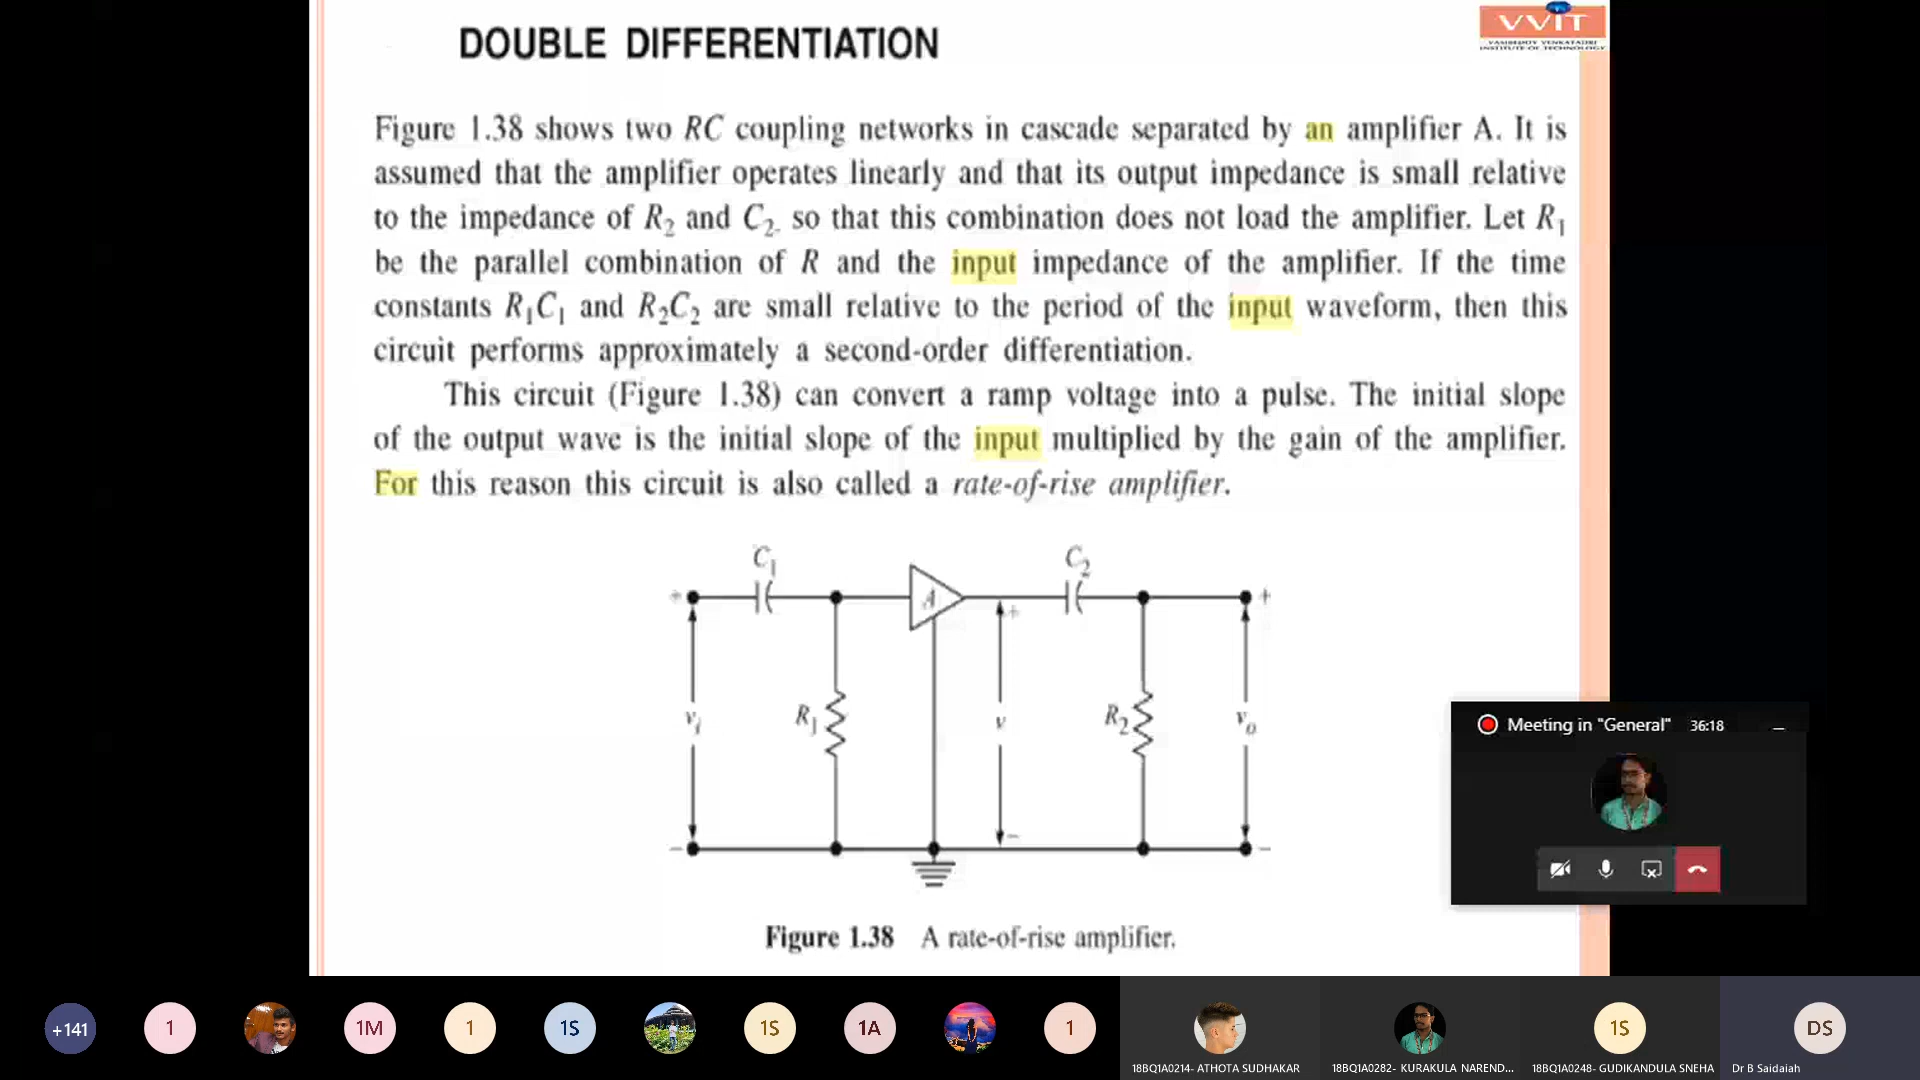 DOUBLE DIFFERENTIATION
VVIT
VASIREDDY VENKATADRI
INSTITUTE OF TECHNOLOGY
Figure 1.38 shows two RC coupling networks in cascade separated by an amplifier A. It is
assumed that the amplifier operates linearly and that its output impedance is small relative
to the impedance of R₂ and C₂, so that this combination does not load the amplifier. Let R₁
be the parallel combination of R and the input impedance of the amplifier. If the time
constants R₁C₁ and R₂C₂ are small relative to the period of the input waveform, then this
circuit performs approximately a second-order differentiation.
This circuit (Figure 1.38) can convert a ramp voltage into a pulse. The initial slope
of the output wave is the initial slope of the input multiplied by the gain of the amplifier.
For this reason this circuit is also called a rate-of-rise amplifier.
C₁ C₂
+ A + +
vᵢ R₁ v R₂ vₒ
− − −
Figure 1.38 A rate-of-rise amplifier.
Meeting in "General" 36:18
+141 1 1M 1 1S 1S 1A 1 1S DS
18BQ1A0214- ATHOTA SUDHAKAR 18BQ1A0282- KURAKULA NAREND... 18BQ1A0248- GUDIKANDULA SNEHA Dr B Saidaiah